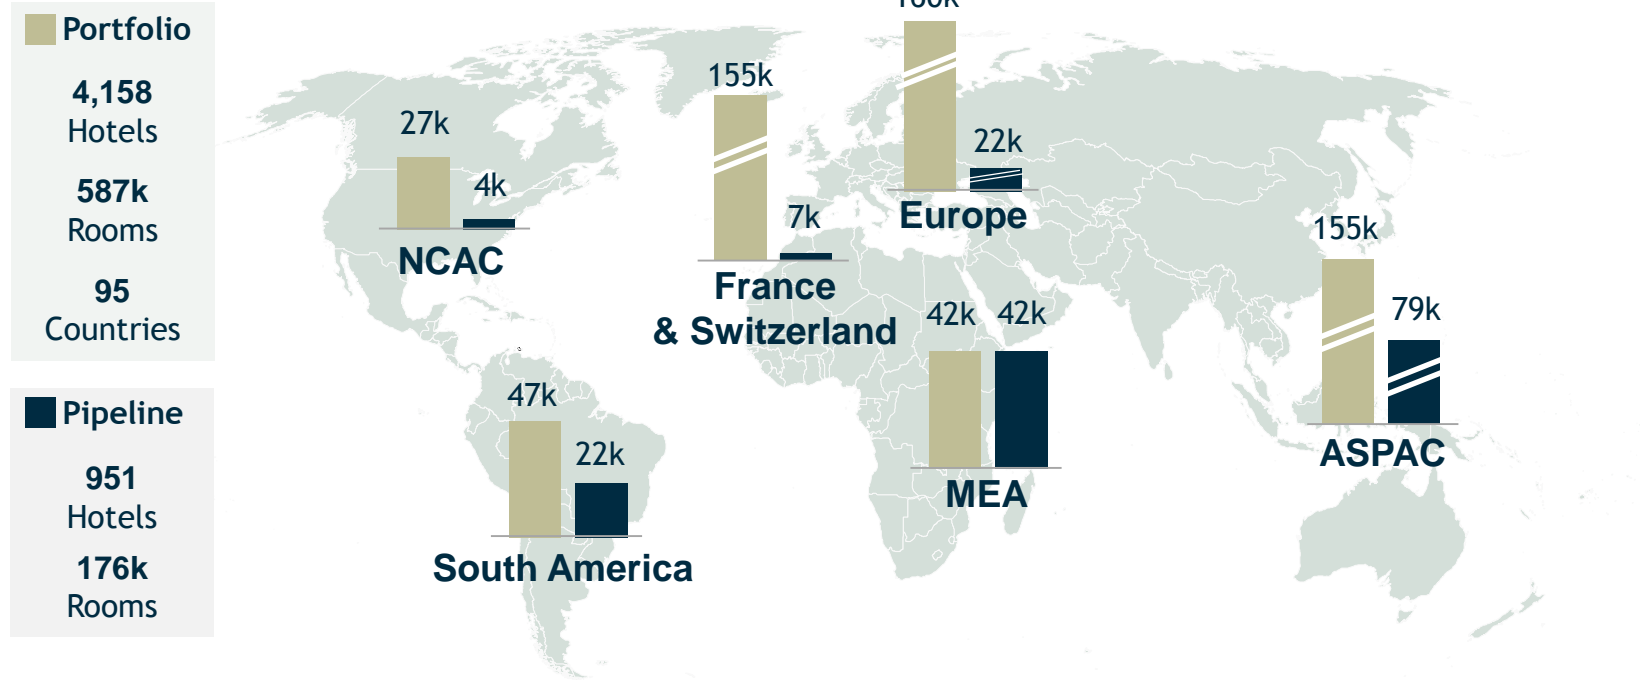 Portfolio
4,158
Hotels
587k
Rooms
95
Countries
Pipeline
951
Hotels
176k
Rooms
27k
4k
NCAC
155k
7k
France
& Switzerland
22k
Europe
155k
79k
ASPAC
42k 42k
MEA
47k
22k
South America